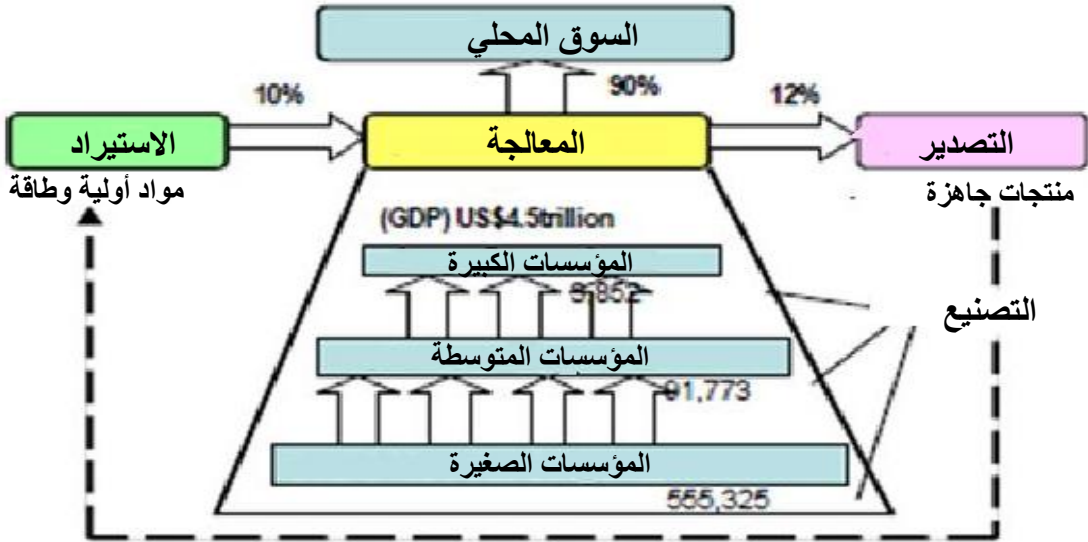 السوق المحلي
10%
90%
12%
الاستيراد
المعالجة
التصدير
مواد أولية وطاقة
منتجات جاهزة
(GDP) US$4.5trillion
المؤسسات الكبيرة
التصنيع
المؤسسات المتوسطة
91,773
المؤسسات الصغيرة
555,325